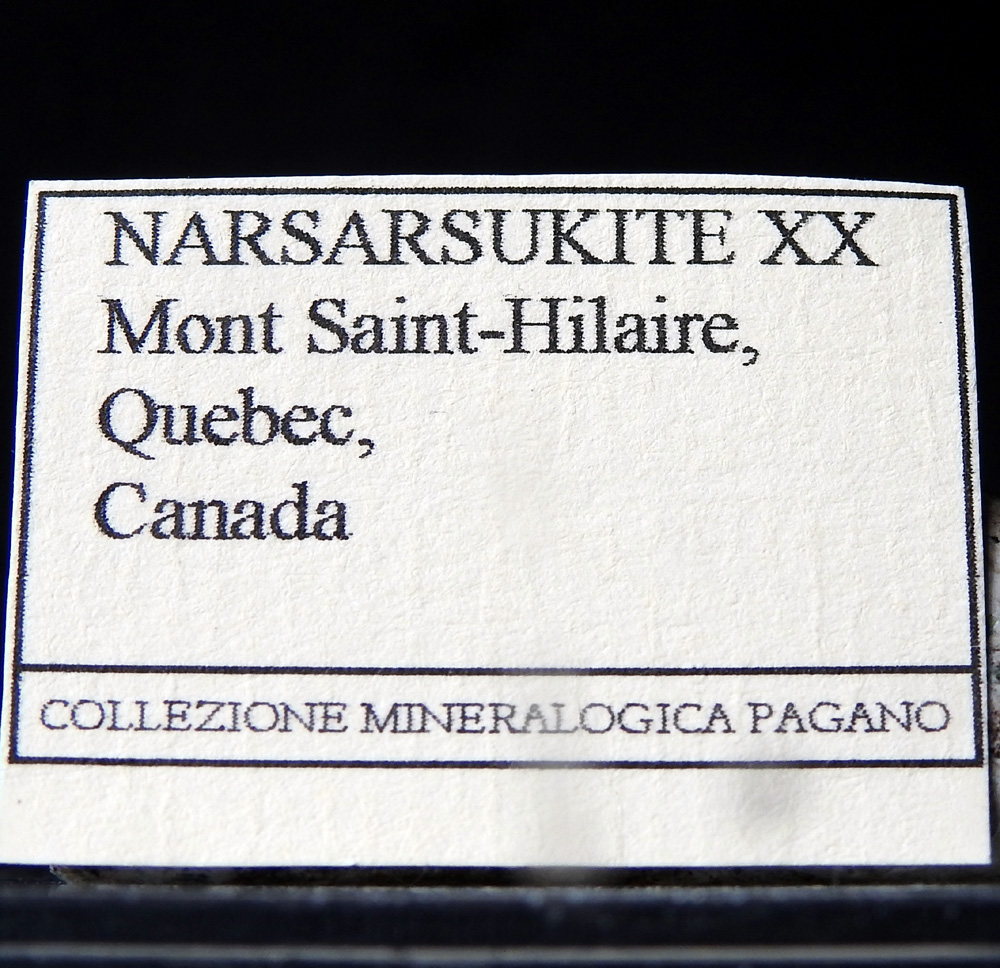 NARSARSUKITE XX
Mont Saint-Hilaire,
Quebec,
Canada
COLLEZIONE MINERALOGICA PAGANO